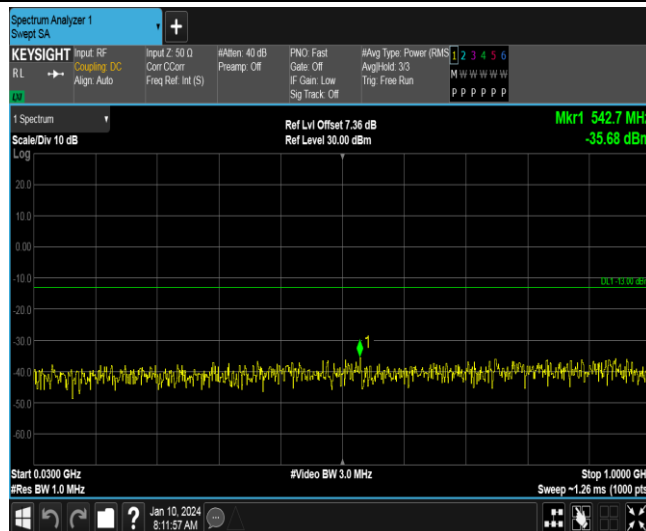 Spectrum Analyzer 1
Swept SA
+
KEYSIGHT Input: RF Input Z: 50 Ω #Atten: 40 dB PNO: Fast #Avg Type: Power (RMS 1 2 3 4 5 6
RL Coupling: DC Corr CCorr Preamp: Off Gate: Off Avg|Hold: 3/3 M W W W W W
Align: Auto Freq Ref: Int (S) IF Gain: Low Trig: Free Run
Sig Track: Off P P P P P P
1 Spectrum
Ref Lvl Offset 7.36 dB Mkr1 542.7 MHz
Scale/Div 10 dB Ref Level 30.00 dBm -35.68 dBm
Log
20.0
10.0
0.00
-10.0
DL1 -13.00 dBm
-20.0
-30.0
1
-40.0
-50.0
-60.0
Start 0.0300 GHz #Video BW 3.0 MHz Stop 1.0000 GH
#Res BW 1.0 MHz Sweep ~1.26 ms (1000 pts
? Jan 10, 2024
8:11:57 AM